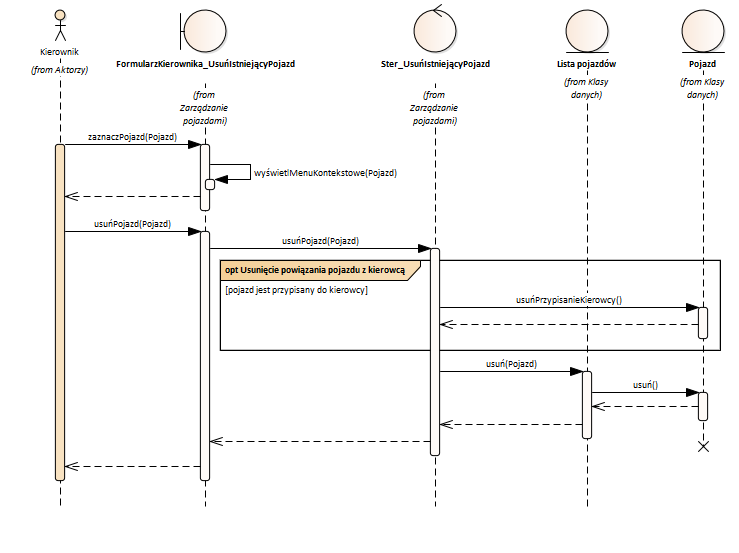 Kierownik
(from Aktorzy)
FormularzKierownika_UsuńIstniejącyPojazd
(from
Zarządzanie
pojazdami)
Ster_UsuńIstniejącyPojazd
(from
Zarządzanie
pojazdami)
Lista pojazdów
(from Klasy
danych)
Pojazd
(from Klasy
danych)
zaznaczPojazd(Pojazd)
wyświetlMenuKontekstowe(Pojazd)
usuńPojazd(Pojazd)
usuńPojazd(Pojazd)
opt Usunięcie powiązania pojazdu z kierowcą
[pojazd jest przypisany do kierowcy]
usuńPrzypisanieKierowcy()
usuń(Pojazd)
usuń()